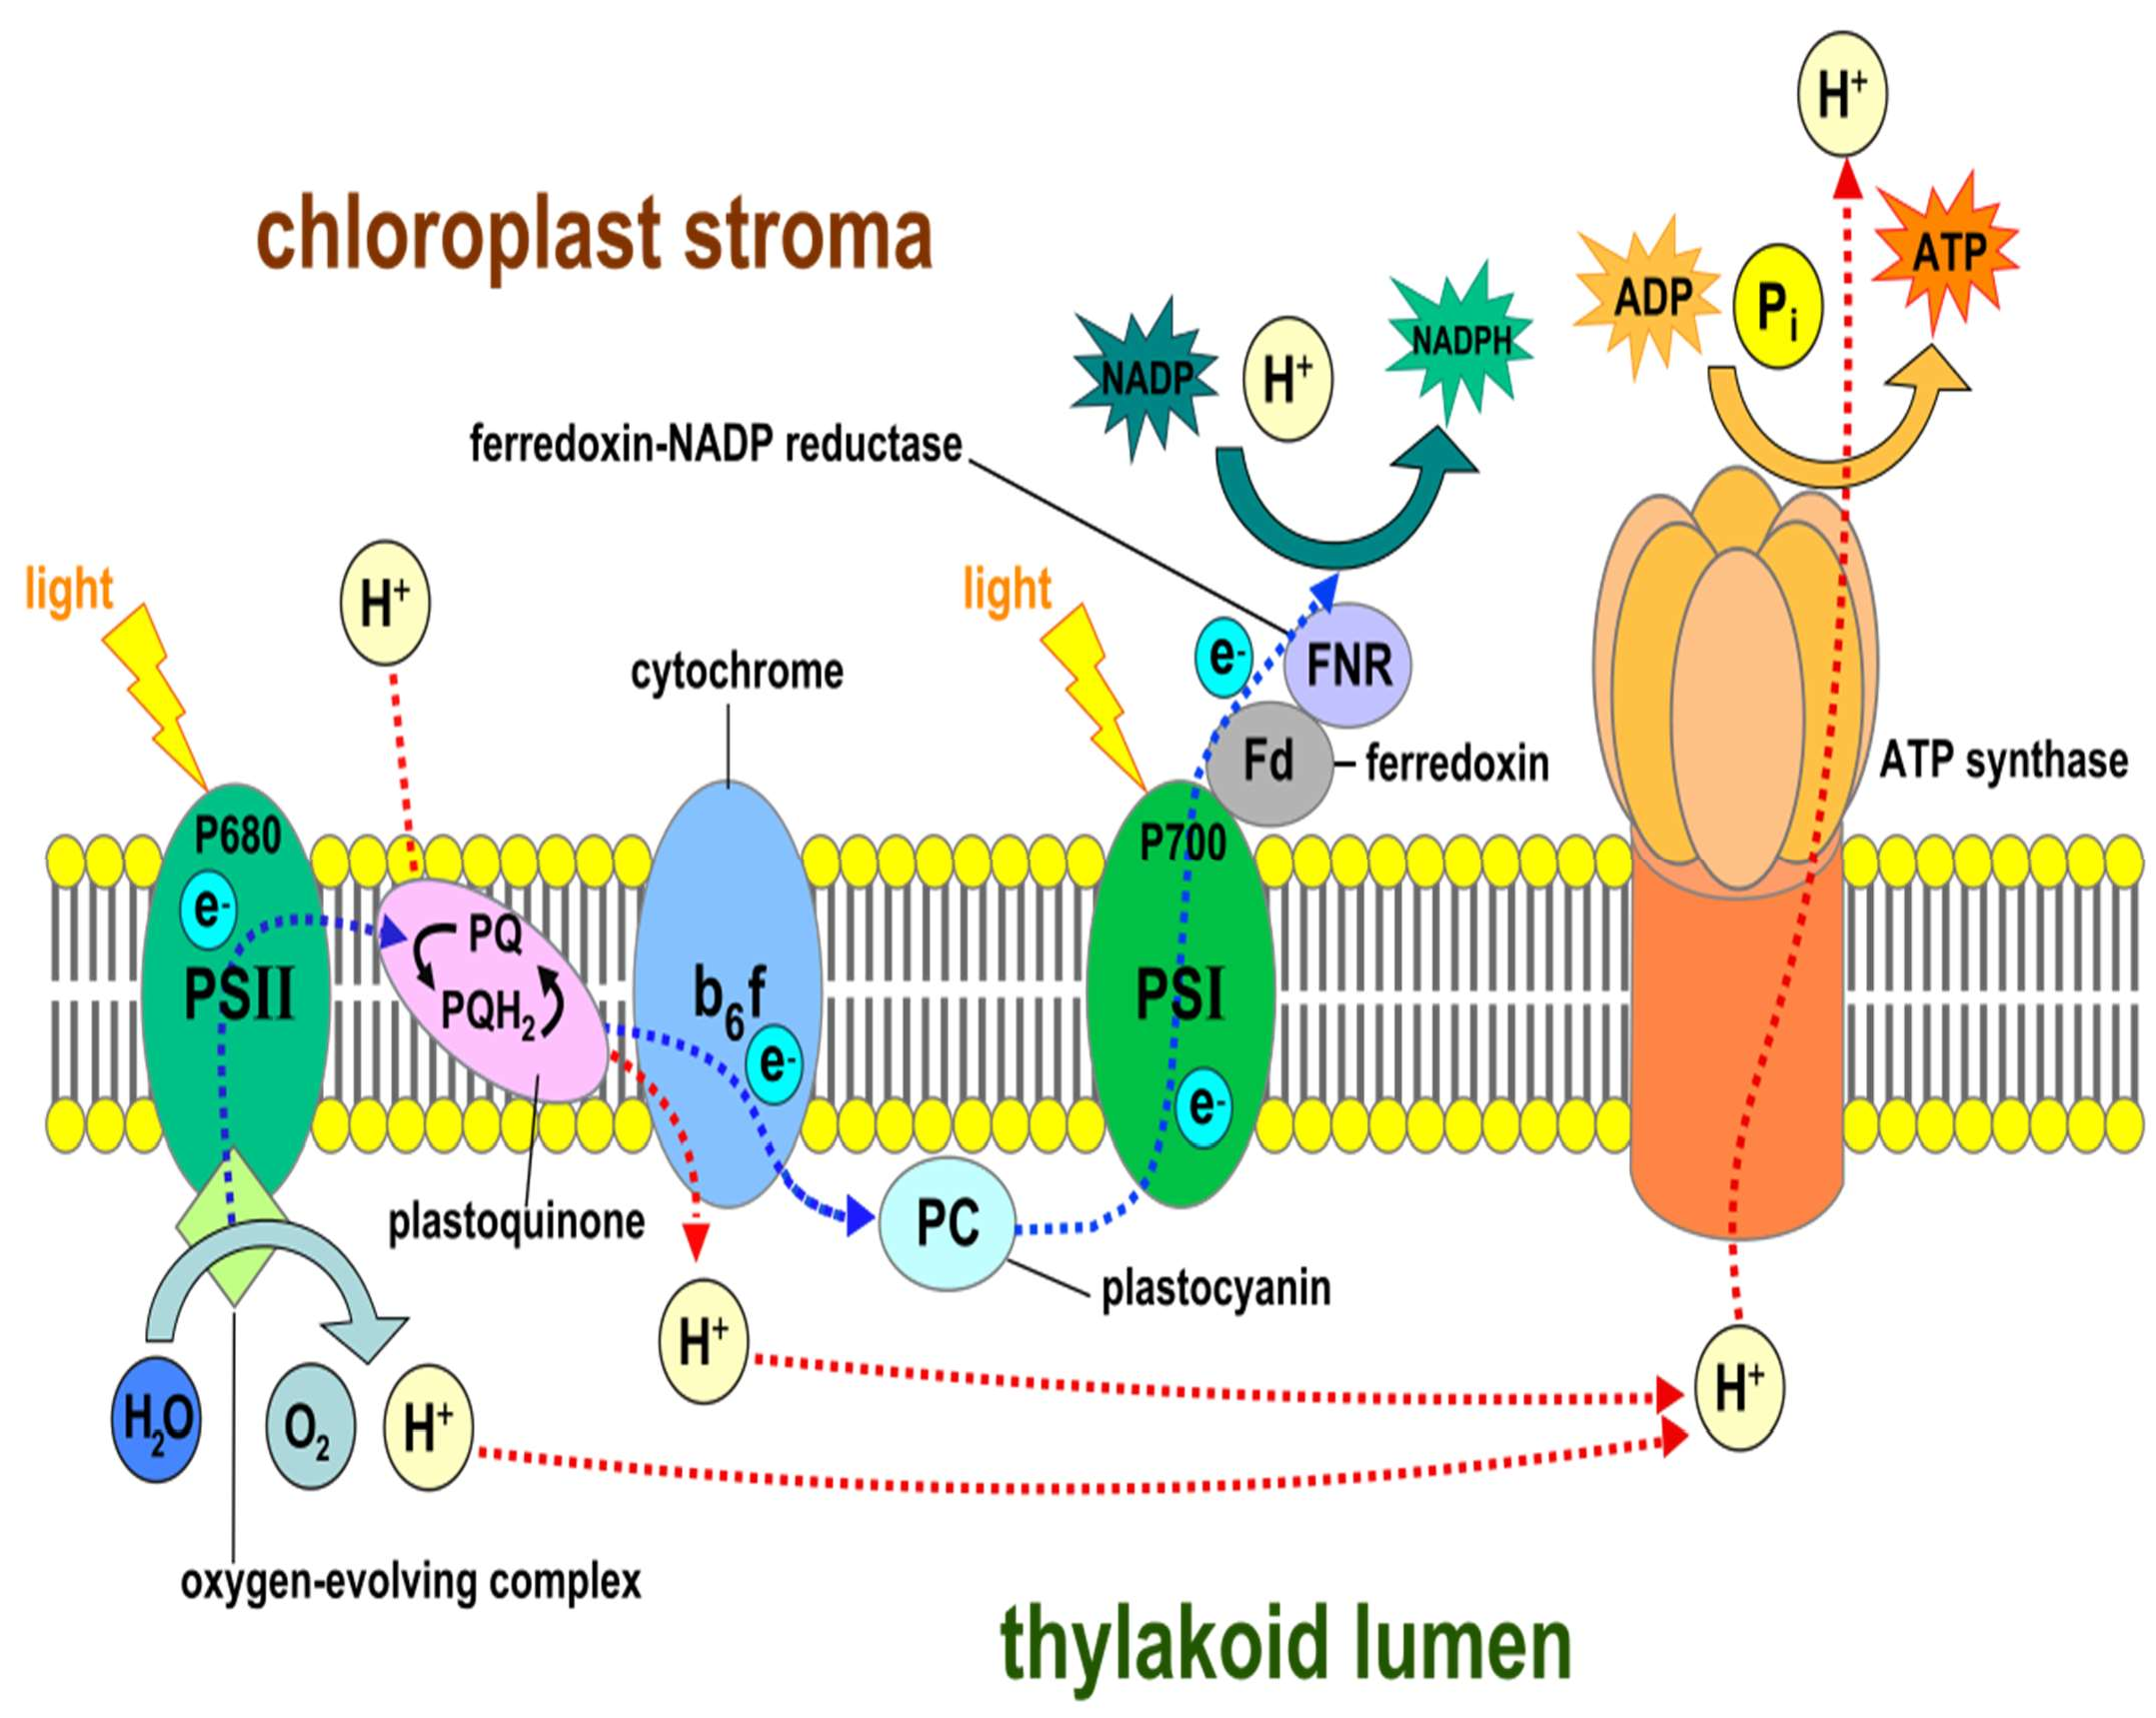 H⁺
chloroplast stroma
ATP
ADP
Pᵢ
NADP
H⁺
NADPH
ferredoxin-NADP reductase
light
H⁺
light
cytochrome
e⁻
FNR
Fd
ferredoxin
ATP synthase
P680
P700
e⁻
PQ
PSII
PQH₂
b₆f
e⁻
PSI
e⁻
plastoquinone
PC
plastocyanin
H⁺
H⁺
H₂O
O₂
H⁺
oxygen-evolving complex
thylakoid lumen